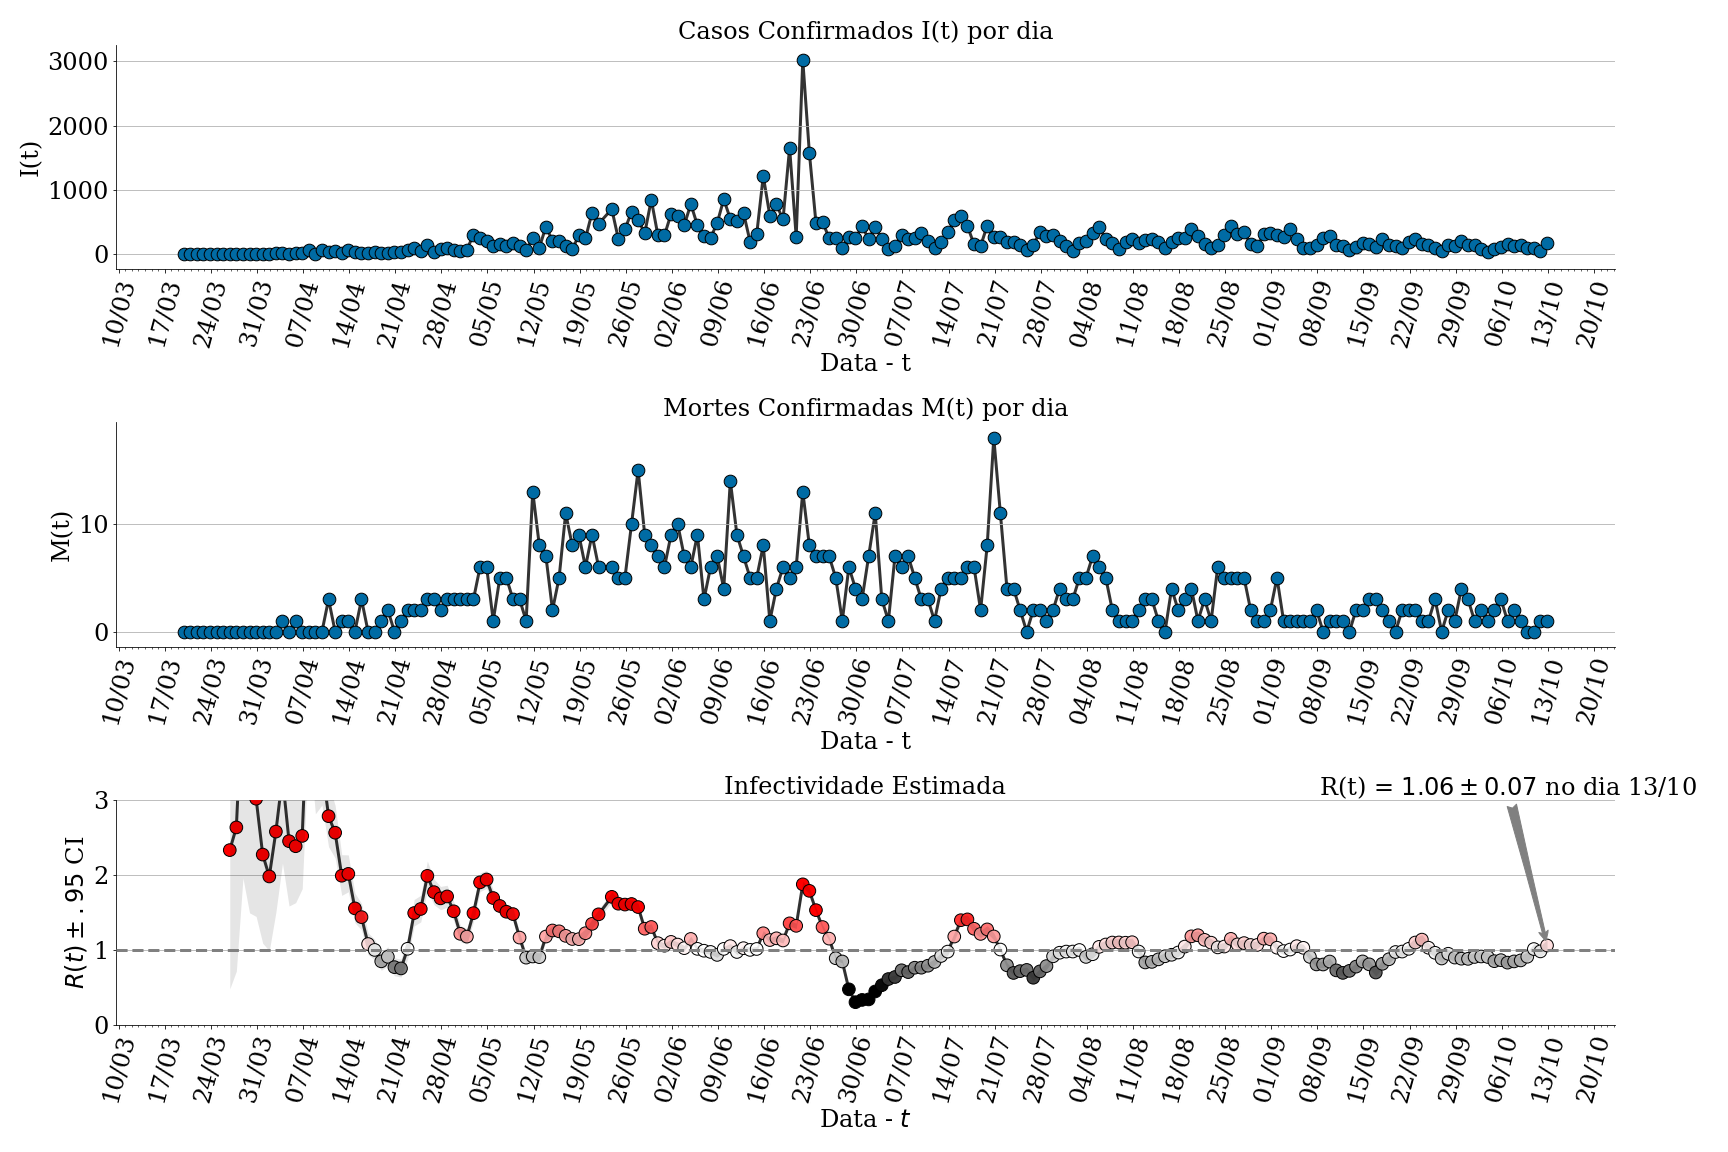 Casos Confirmados I(t) por dia
I(t)
3000
2000
1000
0
10/03 17/03 24/03 31/03 07/04 14/04 21/04 28/04 05/05 12/05 19/05 26/05 02/06 09/06 16/06 23/06 30/06 07/07 14/07 21/07 28/07 04/08 11/08 18/08 25/08 01/09 08/09 15/09 22/09 29/09 06/10 13/10 20/10
Data - t
Mortes Confirmadas M(t) por dia
M(t)
10
0
10/03 17/03 24/03 31/03 07/04 14/04 21/04 28/04 05/05 12/05 19/05 26/05 02/06 09/06 16/06 23/06 30/06 07/07 14/07 21/07 28/07 04/08 11/08 18/08 25/08 01/09 08/09 15/09 22/09 29/09 06/10 13/10 20/10
Data - t
Infectividade Estimada
R(t) = 1.06 ± 0.07 no dia 13/10
R(t) ± .95 CI
3
2
1
0
10/03 17/03 24/03 31/03 07/04 14/04 21/04 28/04 05/05 12/05 19/05 26/05 02/06 09/06 16/06 23/06 30/06 07/07 14/07 21/07 28/07 04/08 11/08 18/08 25/08 01/09 08/09 15/09 22/09 29/09 06/10 13/10 20/10
Data - t